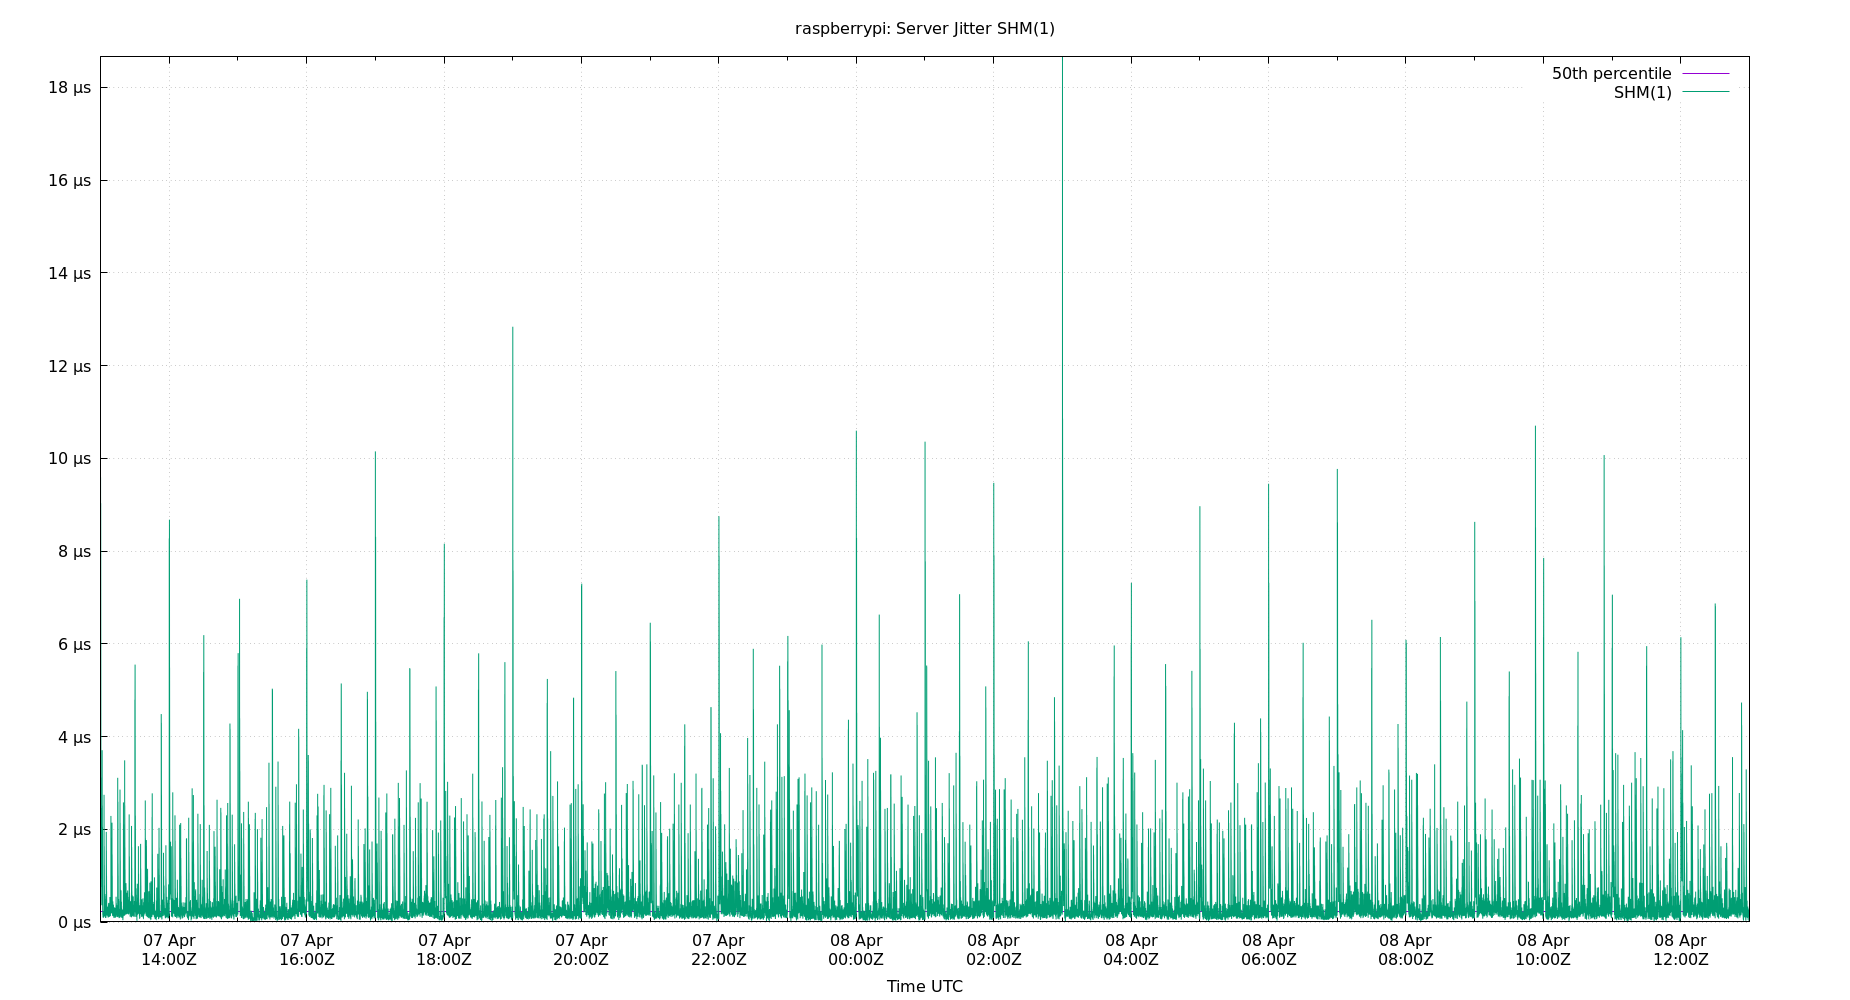 raspberrypi: Server Jitter SHM(1)
50th percentile
SHM(1)
18 µs
16 µs
14 µs
12 µs
10 µs
8 µs
6 µs
4 µs
2 µs
0 µs
07 Apr 07 Apr 07 Apr 07 Apr 07 Apr 08 Apr 08 Apr 08 Apr 08 Apr 08 Apr 08 Apr 08 Apr
14:00Z 16:00Z 18:00Z 20:00Z 22:00Z 00:00Z 02:00Z 04:00Z 06:00Z 08:00Z 10:00Z 12:00Z
Time UTC